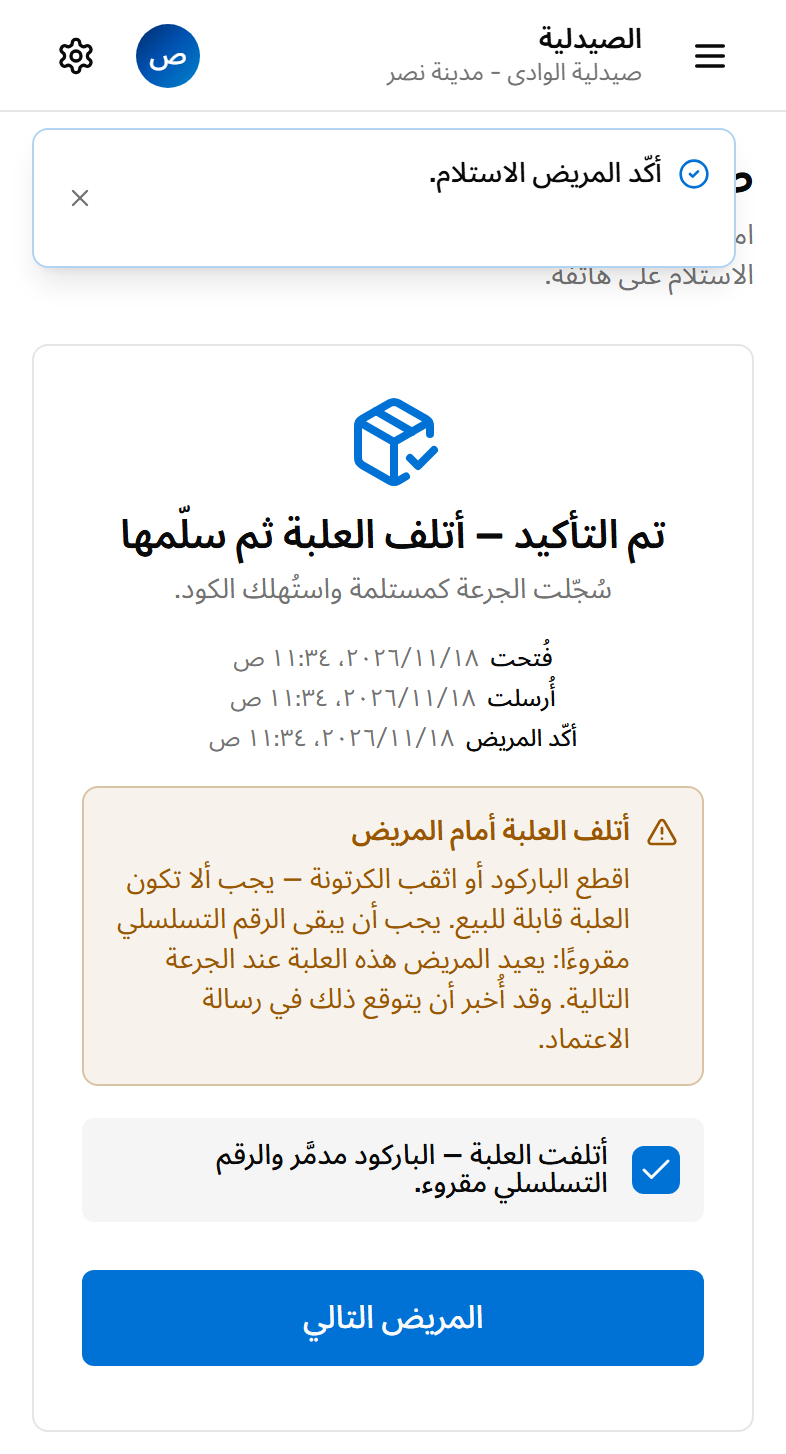 الصيدلية
صيدلية الوادى - مدينة نصر
ص
أكّد المريض الاستلام.
الاستلام على هاتفه.
تم التأكيد – أتلف العلبة ثم سلّمها
سُجّلت الجرعة كمستلمة واستُهلك الكود.
فُتحت ٢٠٢٦/١١/١٨، ١١:٣٤ ص
أُرسلت ٢٠٢٦/١١/١٨، ١١:٣٤ ص
أكّد المريض ٢٠٢٦/١١/١٨، ١١:٣٤ ص
أتلف العلبة أمام المريض
اقطع الباركود أو اثقب الكرتونة – يجب ألا تكون
العلبة قابلة للبيع. يجب أن يبقى الرقم التسلسلي
مقروءًا: يعيد المريض هذه العلبة عند الجرعة
التالية. وقد أُخبر أن يتوقع ذلك في رسالة
الاعتماد.
أتلفت العلبة – الباركود مدمَّر والرقم
التسلسلي مقروء.
المريض التالي